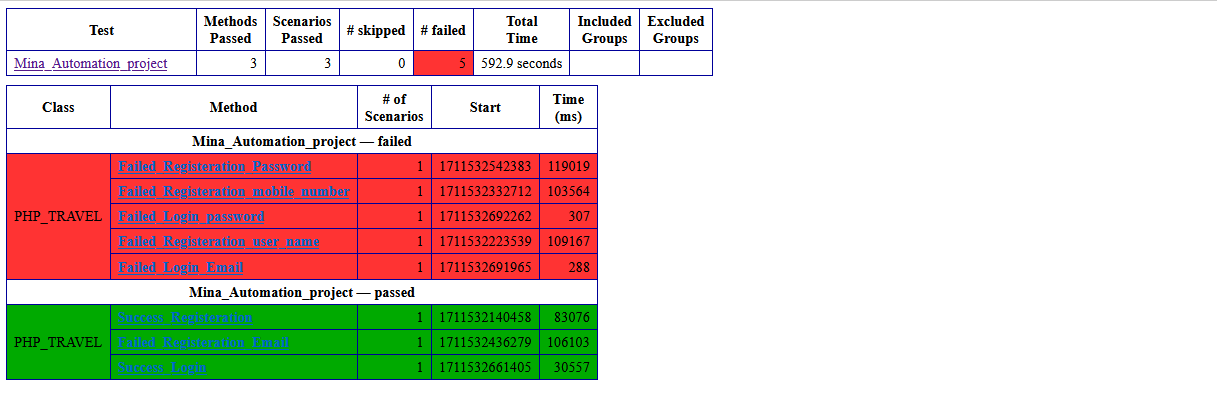 Test Methods Passed Scenarios Passed # skipped # failed Total Time Included Groups Excluded Groups
Mina_Automation_project 3 3 0 5 592.9 seconds
Class Method # of Scenarios Start Time (ms)
Mina_Automation_project — failed
PHP_TRAVEL
Failed_Registeration_Password 1 1711532542383 119019
Failed_Registeration_mobile_number 1 1711532332712 103564
Failed_Login_password 1 1711532692262 307
Failed_Registeration_user_name 1 1711532223539 109167
Failed_Login_Email 1 1711532691965 288
Mina_Automation_project — passed
PHP_TRAVEL
Success_Registeration 1 1711532140458 83076
Failed_Registeration_Email 1 1711532436279 106103
Success_Login 1 1711532661405 30557